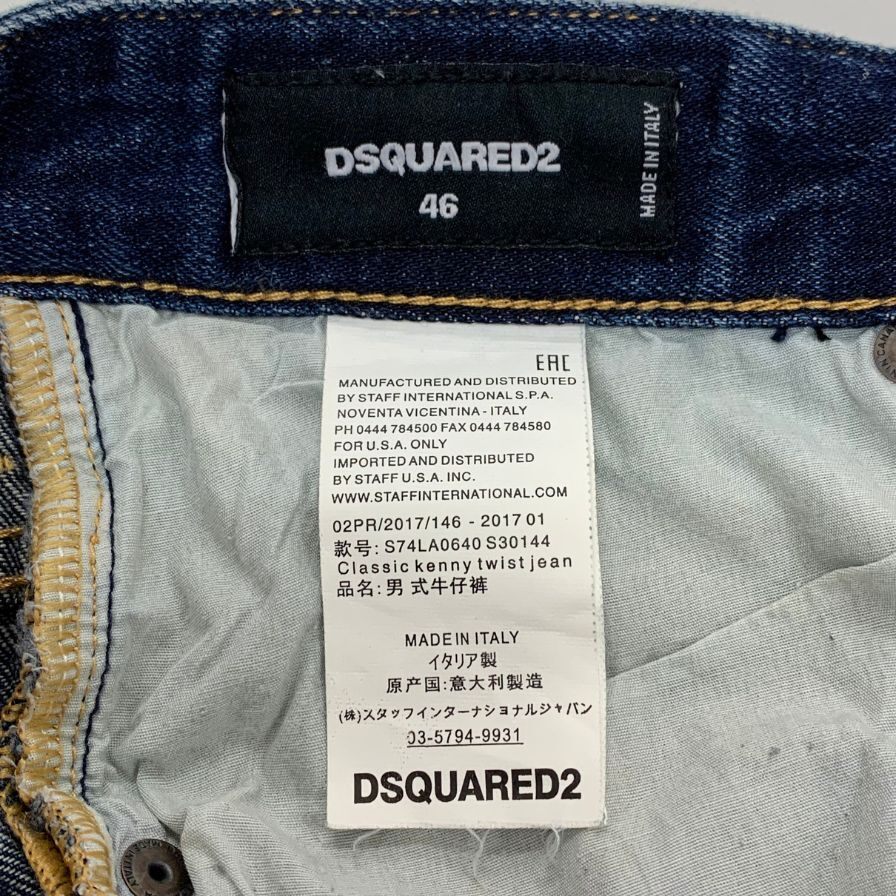 DSQUARED2
46
MADE IN ITALY
EAC
MANUFACTURED AND DISTRIBUTED
BY STAFF INTERNATIONAL S.P.A.
NOVENTA VICENTINA - ITALY
PH 0444 784500 FAX 0444 784580
FOR U.S.A. ONLY
IMPORTED AND DISTRIBUTED
BY STAFF U.S.A. INC.
WWW.STAFFINTERNATIONAL.COM
02PR/2017/146 - 2017 01
款号: S74LA0640 S30144
Classic kenny twist jean
品名: 男 式牛仔裤
MADE IN ITALY
イタリア製
原产国:意大利製造
(株)スタッフインターナショナルジャパン
03-5794-9931
DSQUARED2